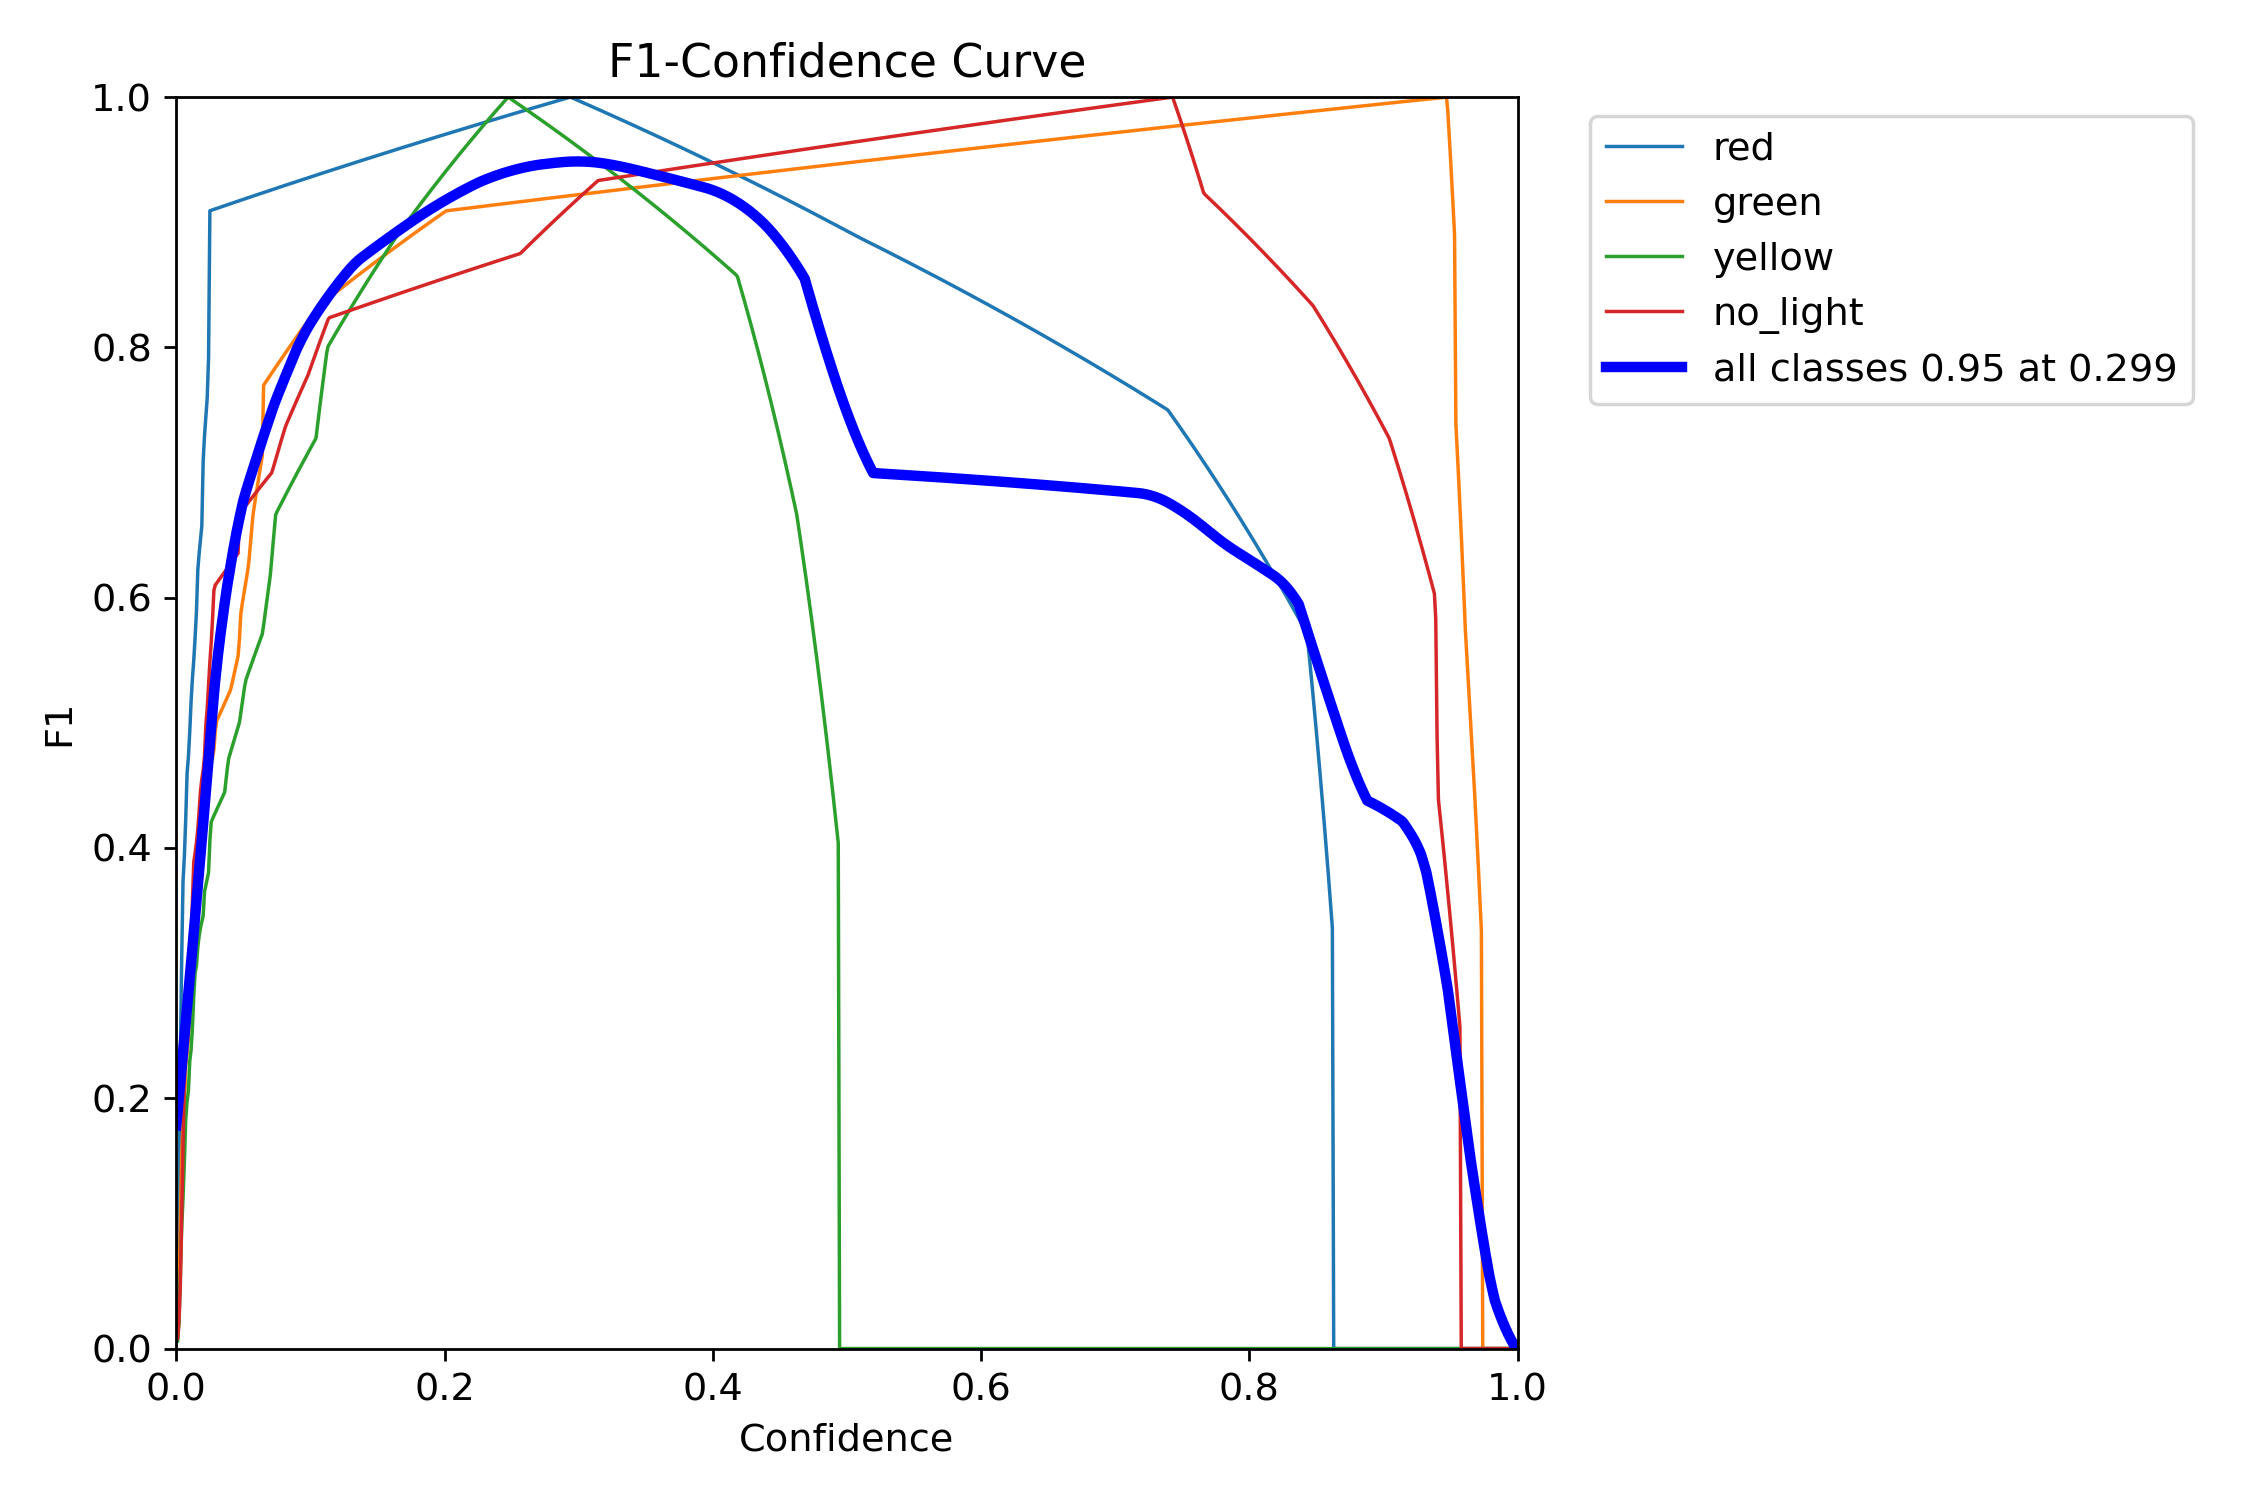 F1-Confidence Curve
1.0
0.8
0.6
0.4
0.2
0.0
F1
0.0 0.2 0.4 0.6 0.8 1.0
Confidence
red
green
yellow
no_light
all classes 0.95 at 0.299